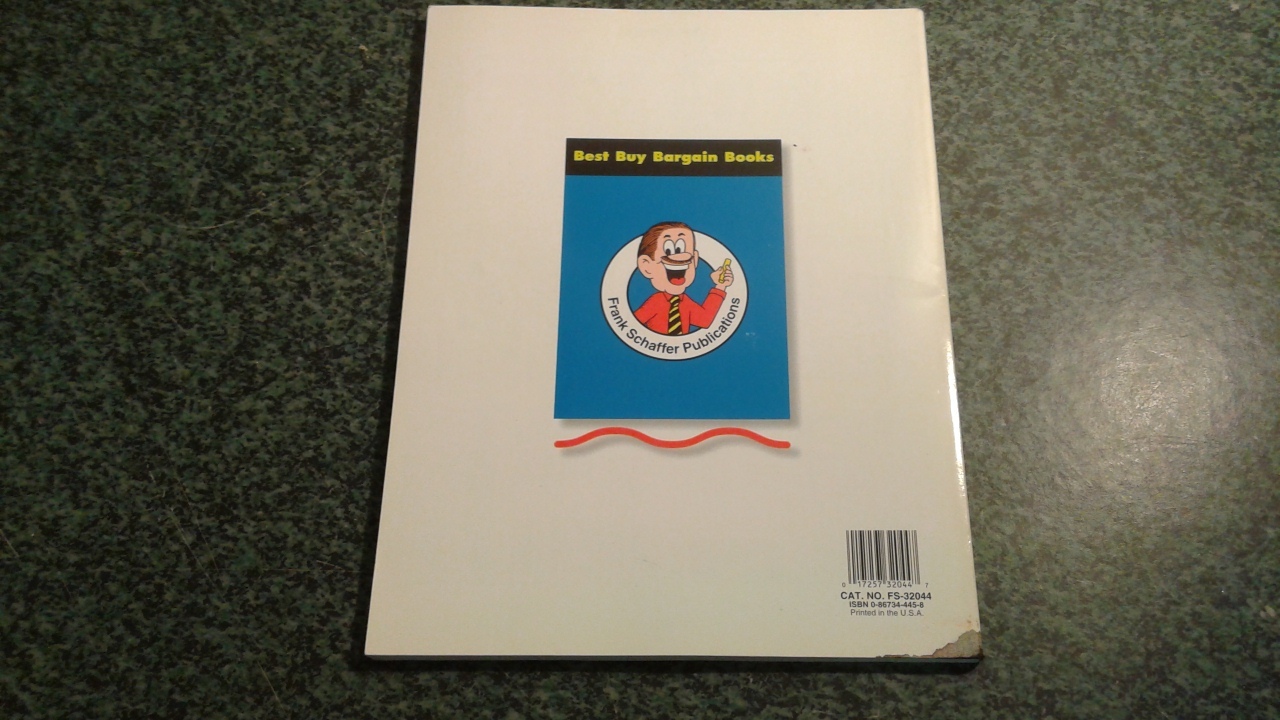 Best Buy Bargain Books
Frank Schaffer Publications
0 17257 32044 7
CAT. NO. FS-32044
ISBN 0-86734-445-8
Printed in the U.S.A.